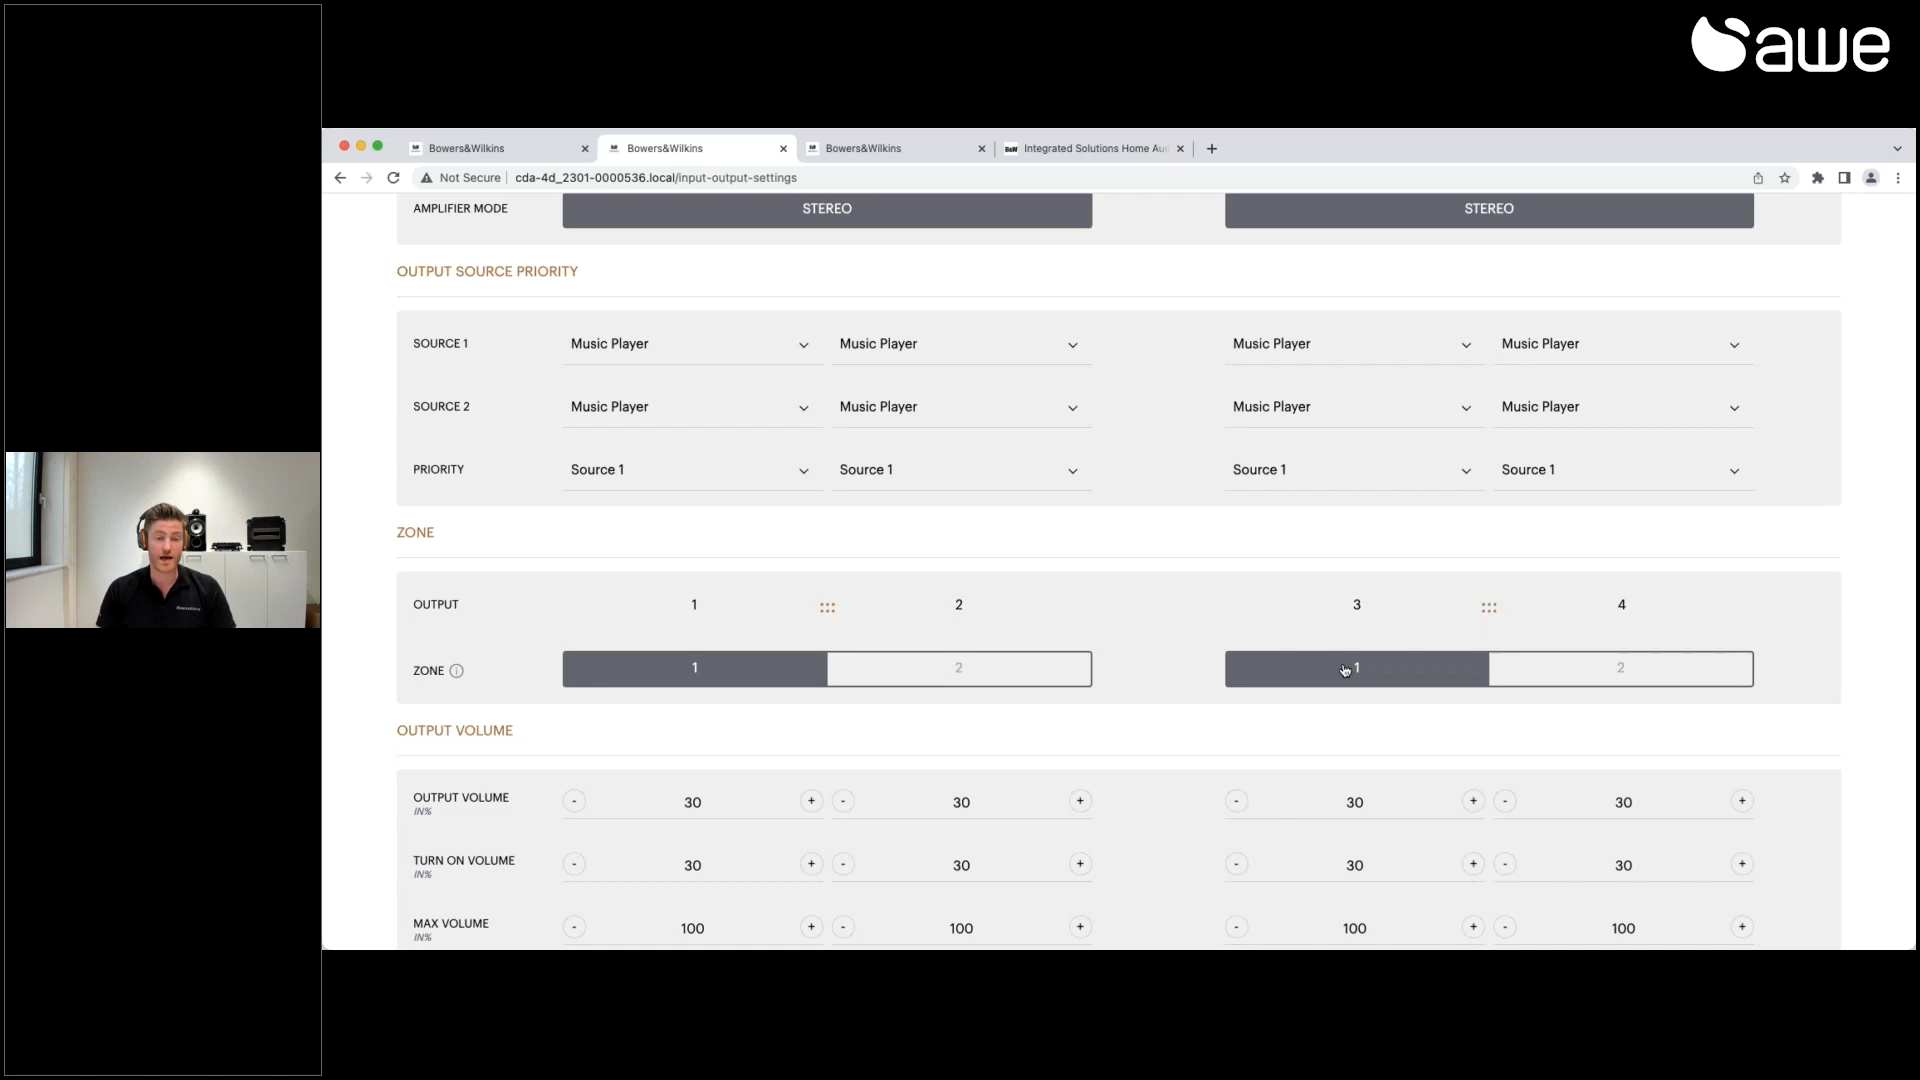 awe
Bowers&Wilkins
Bowers&Wilkins
Bowers&Wilkins
Integrated Solutions Home Au
Not Secure
cda-4d_2301-0000536.local/input-output-settings
AMPLIFIER MODE STEREO STEREO
OUTPUT SOURCE PRIORITY
SOURCE 1 Music Player Music Player Music Player Music Player
SOURCE 2 Music Player Music Player Music Player Music Player
PRIORITY Source 1 Source 1 Source 1 Source 1
ZONE
OUTPUT 1 2 3 4
ZONE 1 2 1 2
OUTPUT VOLUME
OUTPUT VOLUME - 30 + - 30 + - 30 + - 30 +
IN%
TURN ON VOLUME - 30 + - 30 + - 30 + - 30 +
IN%
MAX VOLUME - 100 + - 100 + - 100 + - 100 +
IN%